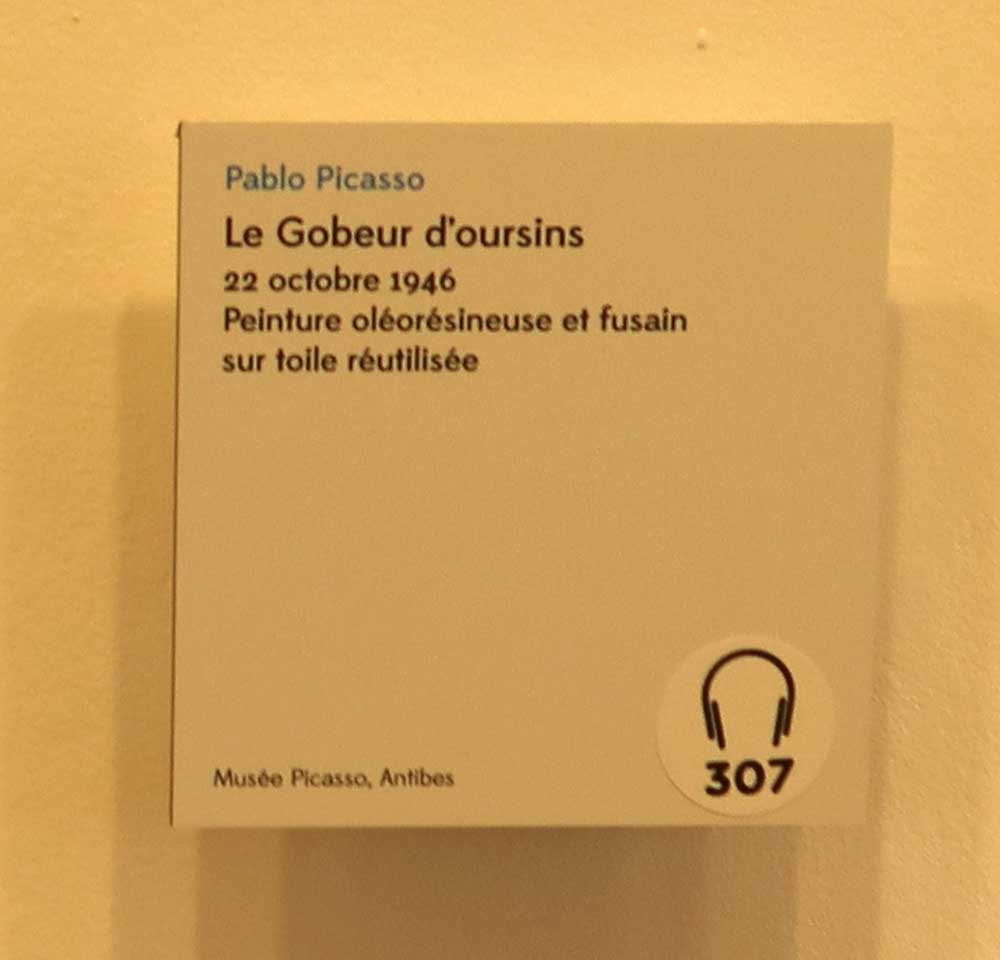 Pablo Picasso
Le Gobeur d'oursins
22 octobre 1946
Peinture oléorésineuse et fusain
sur toile réutilisée
Musée Picasso, Antibes
307